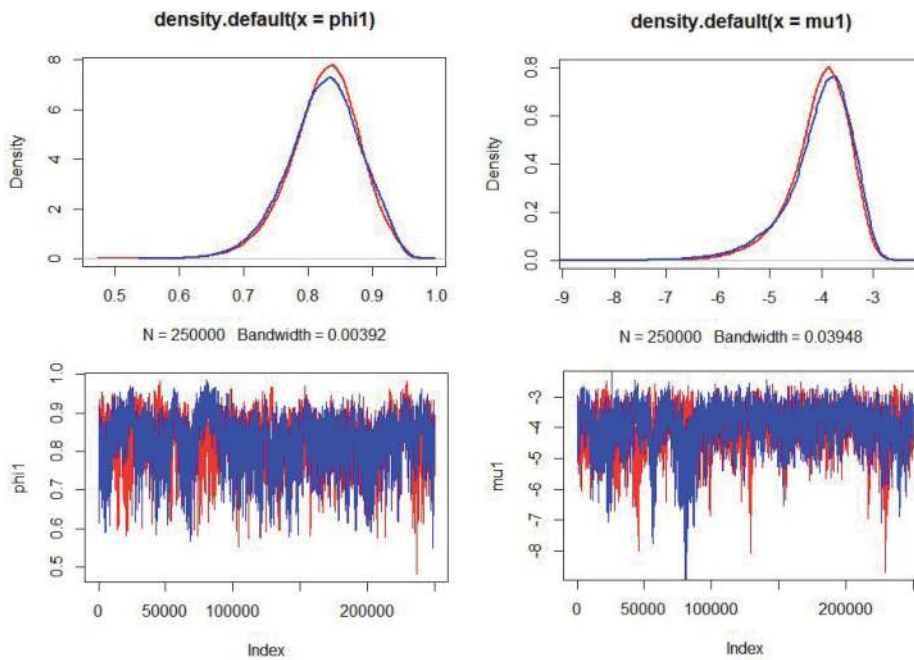 density.default(x = phi1)
density.default(x = mu1)
Density
8
6
4
2
0
0.5 0.6 0.7 0.8 0.9 1.0
N = 250000 Bandwidth = 0.00392
Density
0.8
0.6
0.4
0.2
0.0
-9 -8 -7 -6 -5 -4 -3
N = 250000 Bandwidth = 0.03948
phi1
1.0
0.9
0.8
0.7
0.6
0.5
0 50000 100000 200000
Index
mu1
-3
-4
-5
-6
-7
-8
0 50000 100000 200000
Index